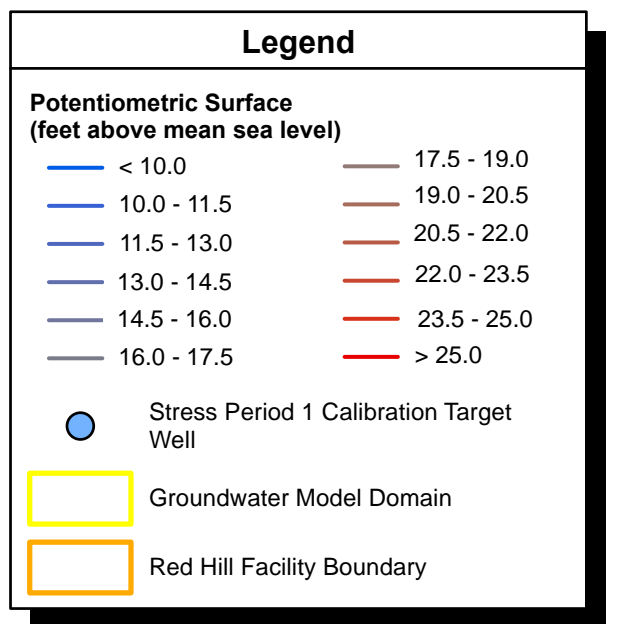 Legend
Potentiometric Surface
(feet above mean sea level)
< 10.0
10.0 - 11.5
11.5 - 13.0
13.0 - 14.5
14.5 - 16.0
16.0 - 17.5
17.5 - 19.0
19.0 - 20.5
20.5 - 22.0
22.0 - 23.5
23.5 - 25.0
> 25.0
Stress Period 1 Calibration Target
Well
Groundwater Model Domain
Red Hill Facility Boundary